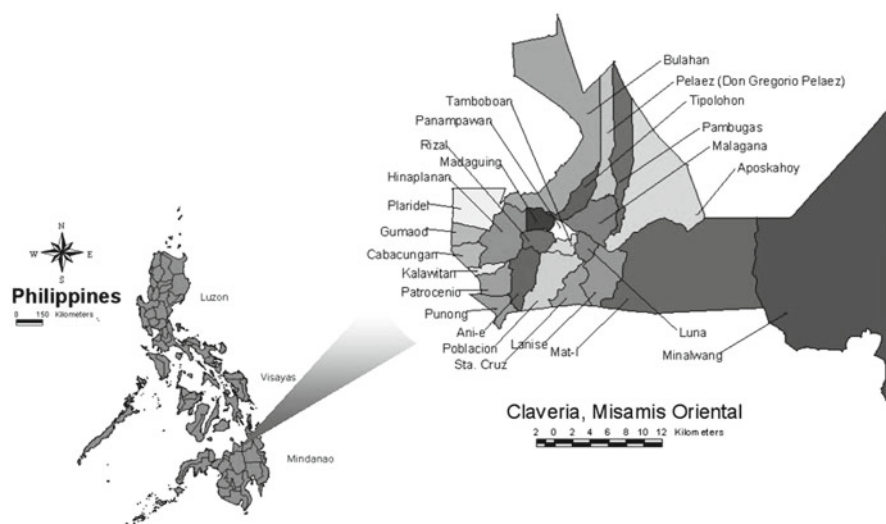 N
W E
S
Philippines
0 150 Kilometers
Luzon
Visayas
Mindanao
Bulahan
Pelaez (Don Gregorio Pelaez)
Tipolohon
Pambugas
Malagana
Aposkahoy
Tamboboan
Panampawan
Rizal
Madaguing
Hinaplanan
Plaridel
Gumaod
Cabacungan
Kalawitan
Patrocenio
Punong
Ani-e
Poblacion
Sta. Cruz
Lanise
Mat-I
Luna
Minalwang
Claveria, Misamis Oriental
2 0 2 4 6 8 10 12 Kilometers